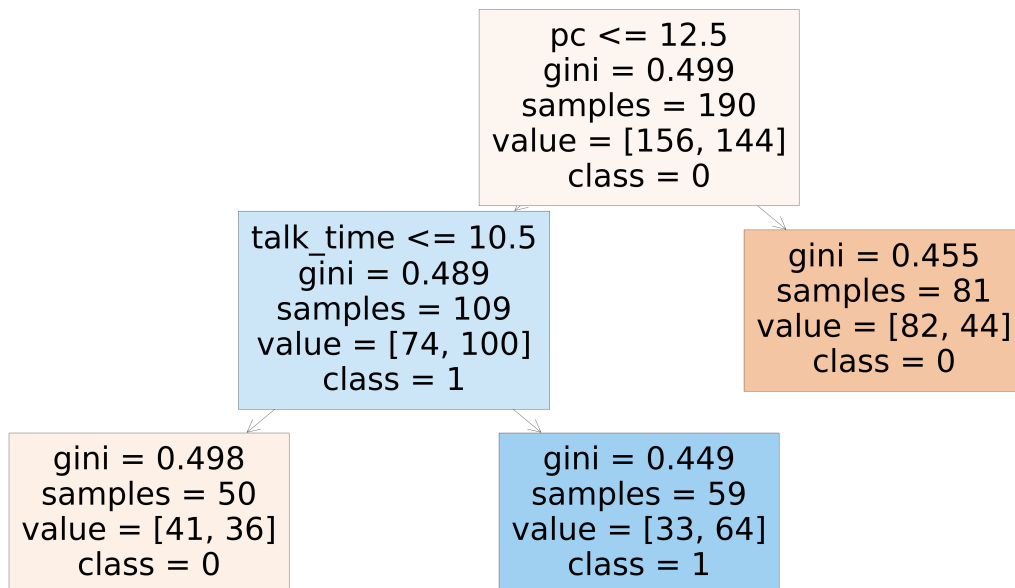 pc <= 12.5
gini = 0.499
samples = 190
value = [156, 144]
class = 0
talk_time <= 10.5
gini = 0.489
samples = 109
value = [74, 100]
class = 1
gini = 0.455
samples = 81
value = [82, 44]
class = 0
gini = 0.498
samples = 50
value = [41, 36]
class = 0
gini = 0.449
samples = 59
value = [33, 64]
class = 1